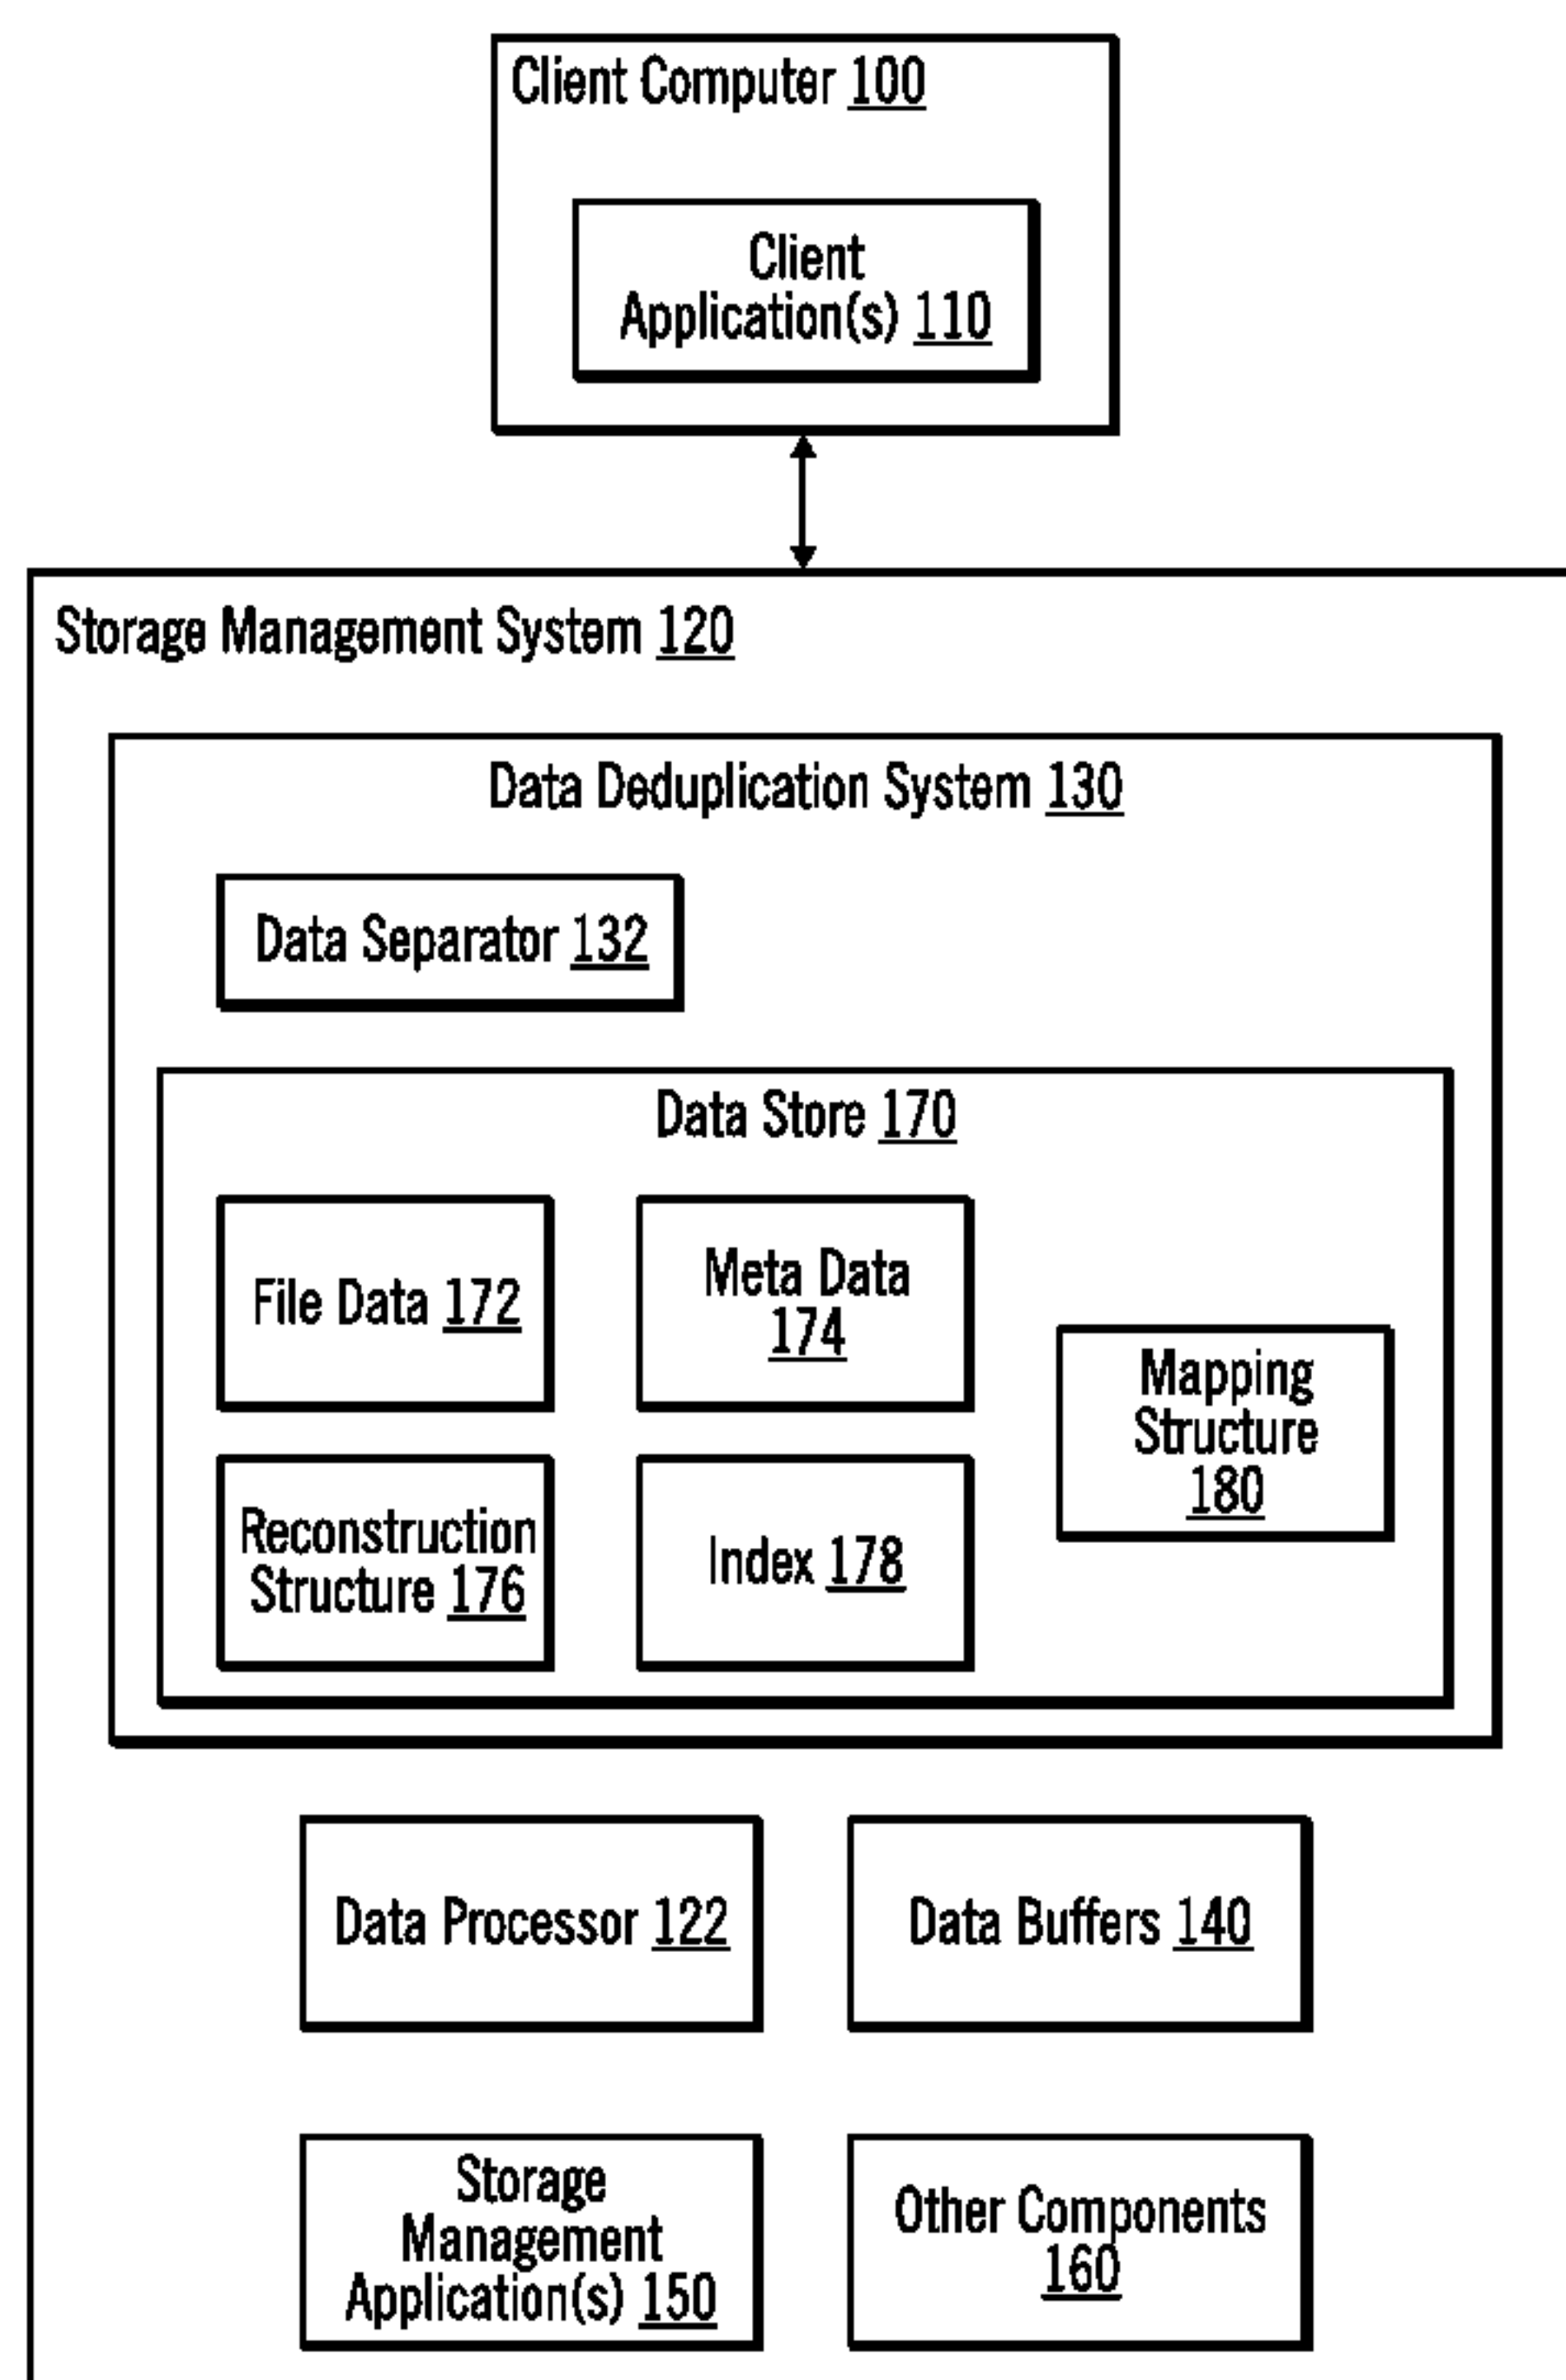 Client Computer 100
Client
Application(s) 110
Storage Management System 120
Data Deduplication System 130
Data Separator 132
Data Store 170
File Data 172
Meta Data
174
Mapping
Structure
180
Reconstruction
Structure 176
Index 178
Data Processor 122
Data Buffers 140
Storage
Management
Application(s) 150
Other Components
160